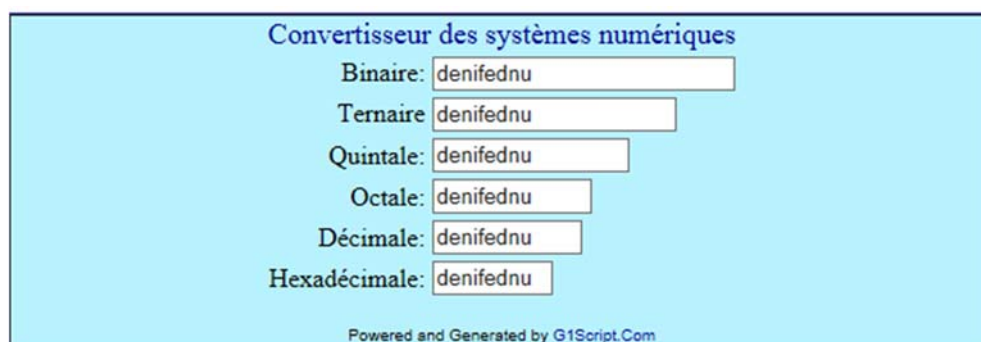 Convertisseur des systèmes numériques
Binaire: denifednu
Ternaire denifednu
Quintale: denifednu
Octale: denifednu
Décimale: denifednu
Hexadécimale: denifednu
Powered and Generated by G1Script.Com